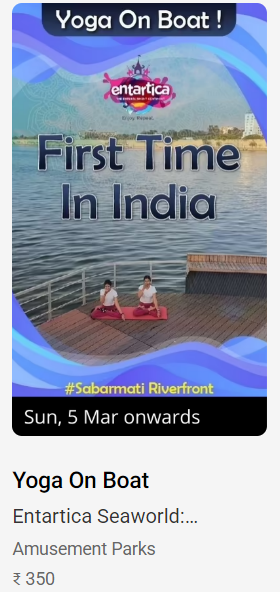 Yoga On Boat !
entartica
First Time
In India
#Sabarmati Riverfront
Sun, 5 Mar onwards
Yoga On Boat
Entartica Seaworld:...
Amusement Parks
₹ 350